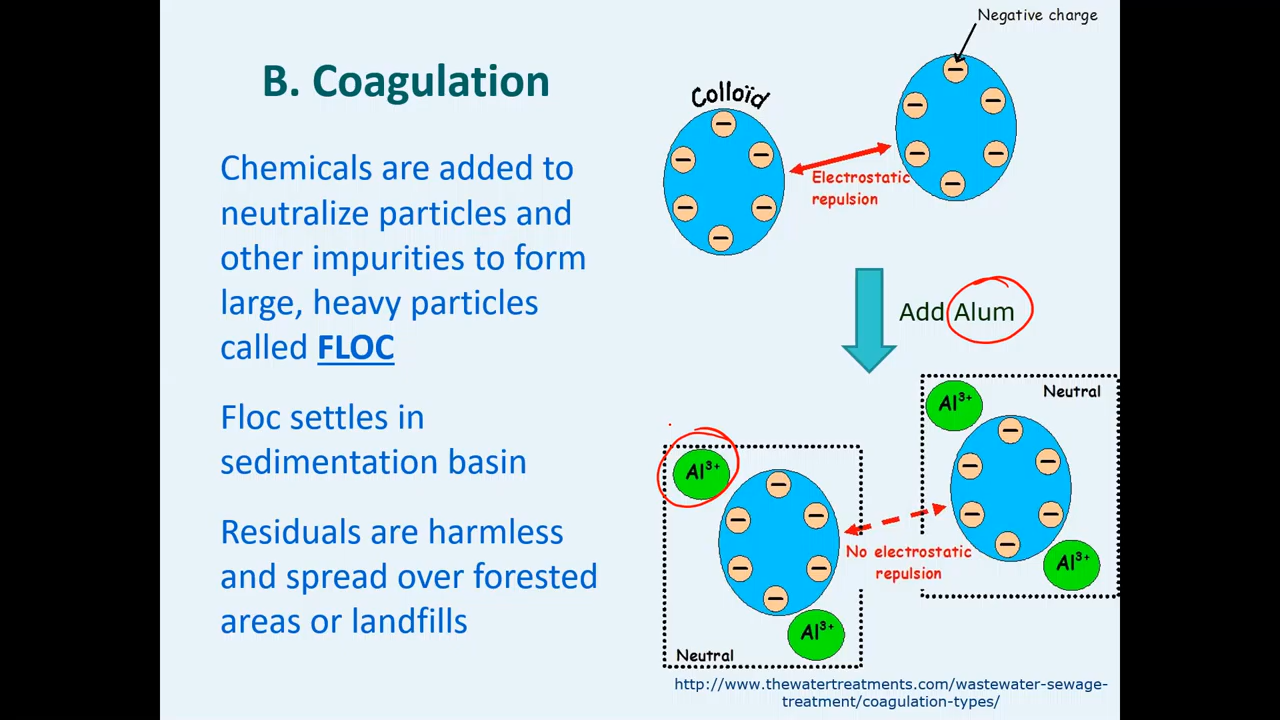 B. Coagulation
Chemicals are added to
neutralize particles and
other impurities to form
large, heavy particles
called FLOC
Floc settles in
sedimentation basin
Residuals are harmless
and spread over forested
areas or landfills
Negative charge
Colloïd
− − − − − −
− − − − − −
Electrostatic
repulsion
Add Alum
Neutral
Al³⁺
− − − − − −
Al³⁺
Al³⁺
− − − − − −
Al³⁺
No electrostatic
repulsion
Neutral
http://www.thewatertreatments.com/wastewater-sewage-
treatment/coagulation-types/